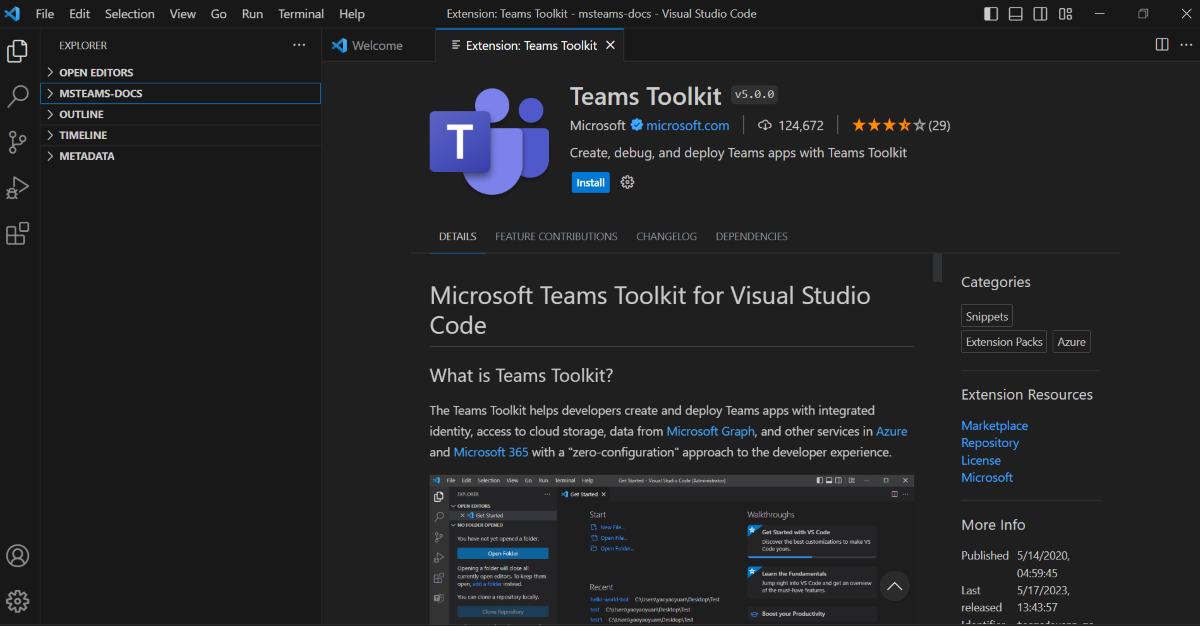 File Edit Selection View Go Run Terminal Help Extension: Teams Toolkit - msteams-docs - Visual Studio Code
EXPLORER
OPEN EDITORS
MSTEAMS-DOCS
OUTLINE
TIMELINE
METADATA
Welcome
Extension: Teams Toolkit
T
Teams Toolkit v5.0.0
Microsoft microsoft.com 124,672 (29)
Create, debug, and deploy Teams apps with Teams Toolkit
Install
DETAILS FEATURE CONTRIBUTIONS CHANGELOG DEPENDENCIES
Microsoft Teams Toolkit for Visual Studio
Code
What is Teams Toolkit?
The Teams Toolkit helps developers create and deploy Teams apps with integrated
identity, access to cloud storage, data from Microsoft Graph, and other services in Azure
and Microsoft 365 with a "zero-configuration" approach to the developer experience.
File Edit Selection View Go Run Terminal Help Get Started - Visual Studio Code [Administrator]
EXPLORER
OPEN EDITORS
Get Started
NO FOLDER OPENED
You have not yet opened a folder.
Open Folder
Opening a folder will close all
currently open editors. To keep them
open, add a folder instead.
You can clone a repository locally.
Clone Repository
Get Started
Start
New File...
Open File...
Open Folder...
Recent
hello-world-bot C:\Users\yaoyaoyuan\Desktop\Test
test C:\Users\yaoyaoyuan\Desktop\Test
test1 C:\Users\yaoyaoyuan\Desktop\Test
Walkthroughs
Get Started with VS Code
Discover the best customizations to make VS
Code yours.
Learn the Fundamentals
Jump right into VS Code and get an overview
of the must-have features.
Boost your Productivity
Categories
Snippets
Extension Packs Azure
Extension Resources
Marketplace
Repository
License
Microsoft
More Info
Published 5/14/2020,
04:59:45
Last 5/17/2023,
released 13:43:57